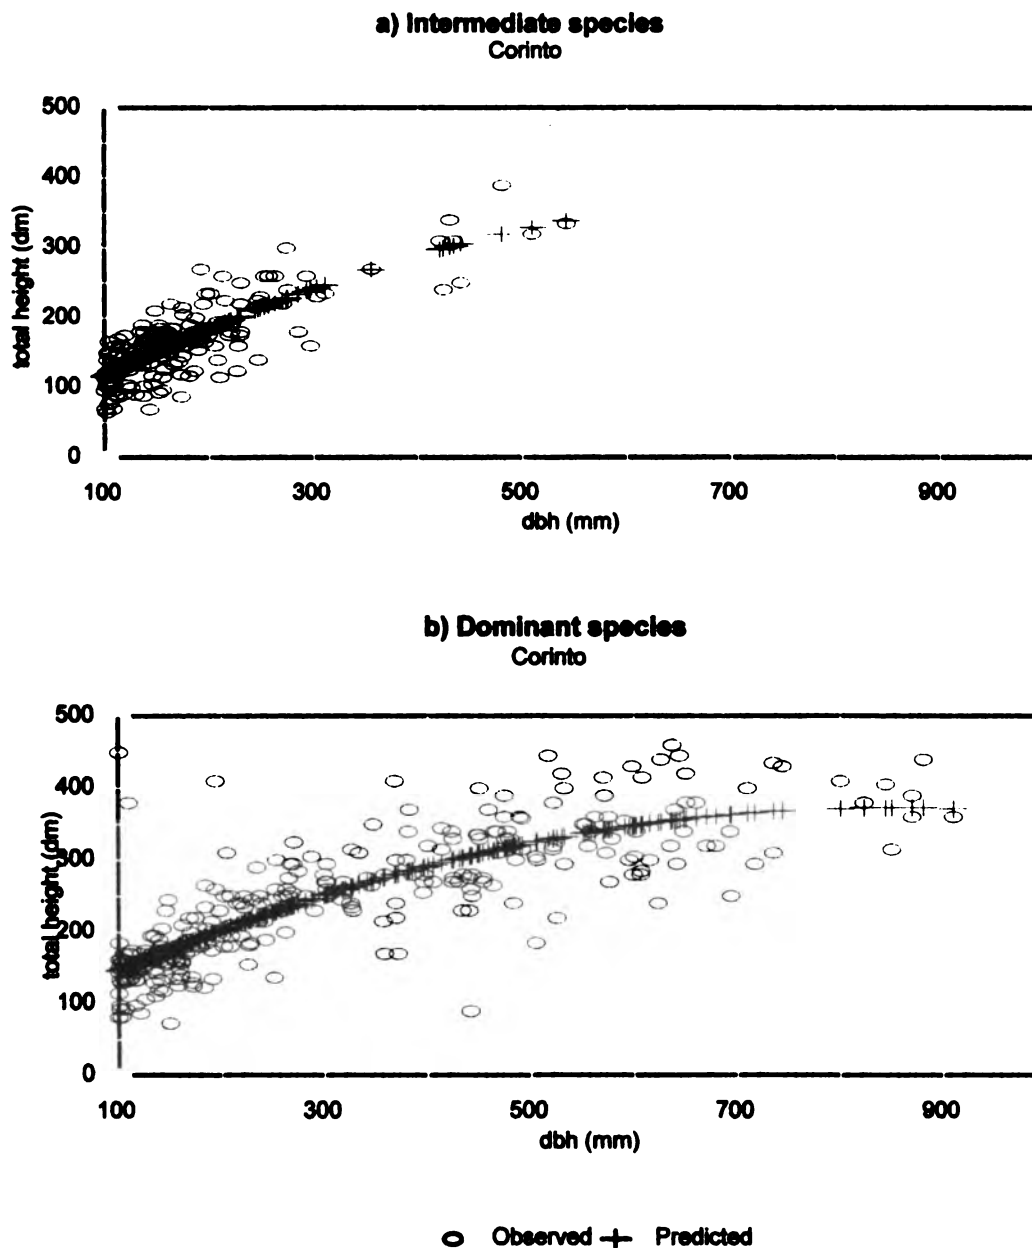 a) Intermediate species
Corinto
500
400
300
200
100
0
total height (dm)
100 300 500 700 900
dbh (mm)
b) Dominant species
Corinto
500
400
300
200
100
0
total height (dm)
100 300 500 700 900
dbh (mm)
Observed Predicted